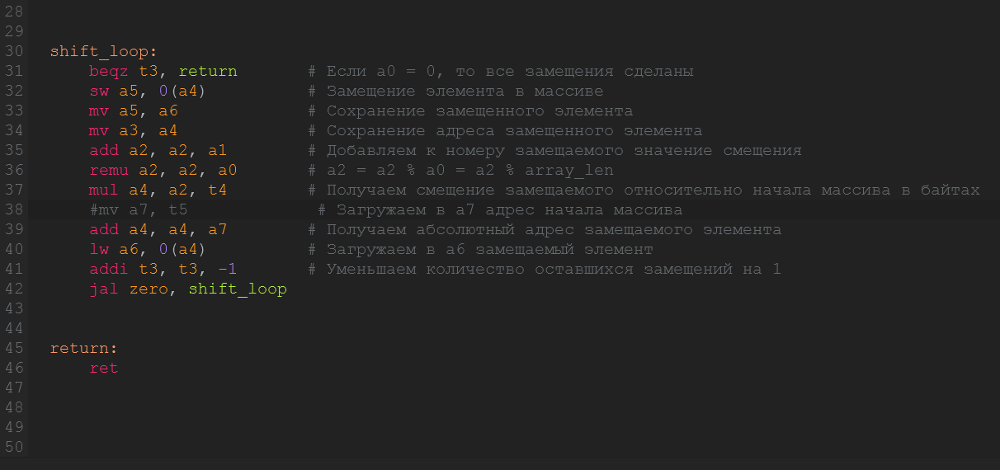 28
29
30 shift_loop:
31 beqz t3, return # Если a0 = 0, то все замещения сделаны
32 sw a5, 0(a4) # Замещение элемента в массиве
33 mv a5, a6 # Сохранение замещенного элемента
34 mv a3, a4 # Сохранение адреса замещенного элемента
35 add a2, a2, a1 # Добавляем к номеру замещаемого значение смещения
36 remu a2, a2, a0 # a2 = a2 % a0 = a2 % array_len
37 mul a4, a2, t4 # Получаем смещение замещаемого относительно начала массива в байтах
38 #mv a7, t5 # Загружаем в a7 адрес начала массива
39 add a4, a4, a7 # Получаем абсолютный адрес замещаемого элемента
40 lw a6, 0(a4) # Загружаем в a6 замещаемый элемент
41 addi t3, t3, -1 # Уменьшаем количество оставшихся замещений на 1
42 jal zero, shift_loop
43
44
45 return:
46 ret
47
48
49
50